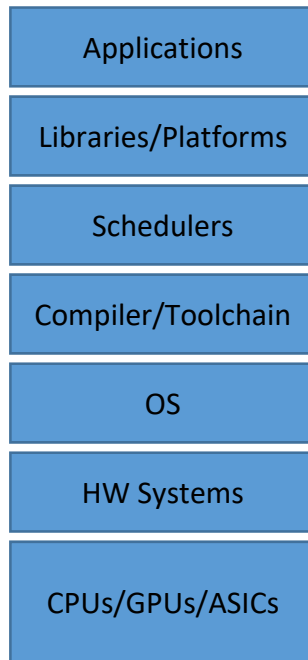 Applications
Libraries/Platforms
Schedulers
Compiler/Toolchain
OS
HW Systems
CPUs/GPUs/ASICs